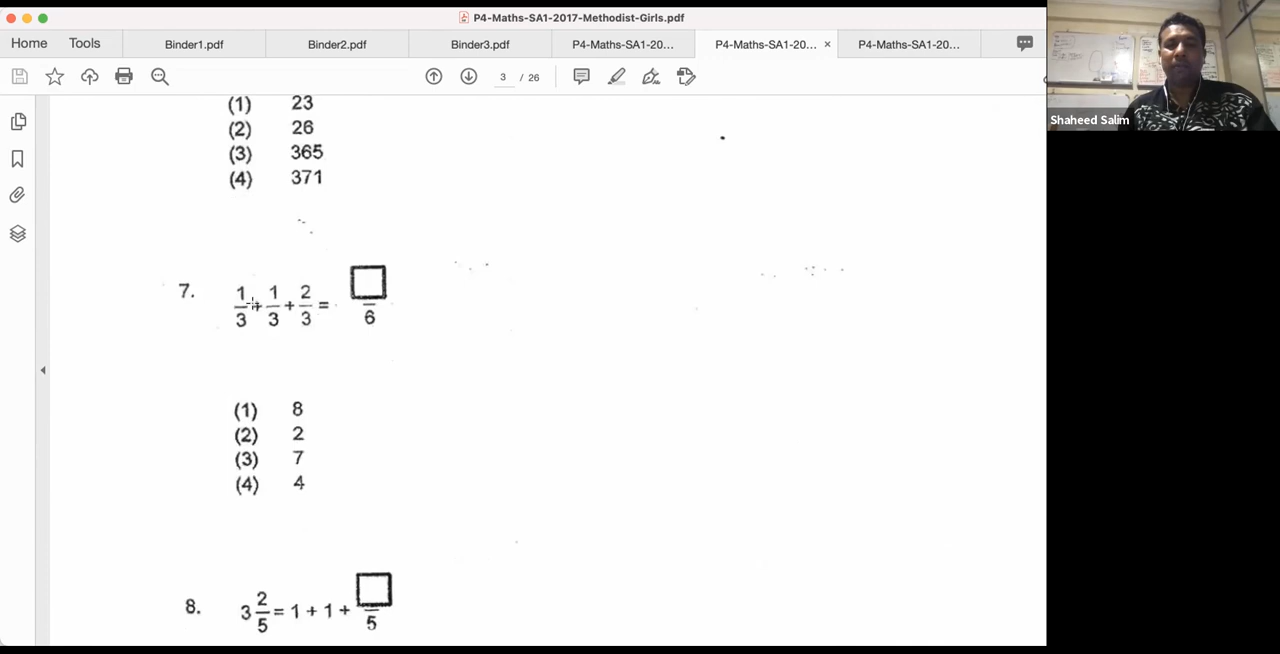 P4-Maths-SA1-2017-Methodist-Girls.pdf
Home Tools Binder1.pdf Binder2.pdf Binder3.pdf P4-Maths-SA1-20... P4-Maths-SA1-20... × P4-Maths-SA1-20...
3 / 26
Shaheed Salim
(1) 23
(2) 26
(3) 365
(4) 371
7. 1/3 + 1/3 + 2/3 = □/6
(1) 8
(2) 2
(3) 7
(4) 4
8. 3 2/5 = 1 + 1 + □/5